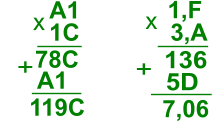 A1
x 1C
78C
+ A1
119C
1,F
x 3,A
136
+ 5D
7,06